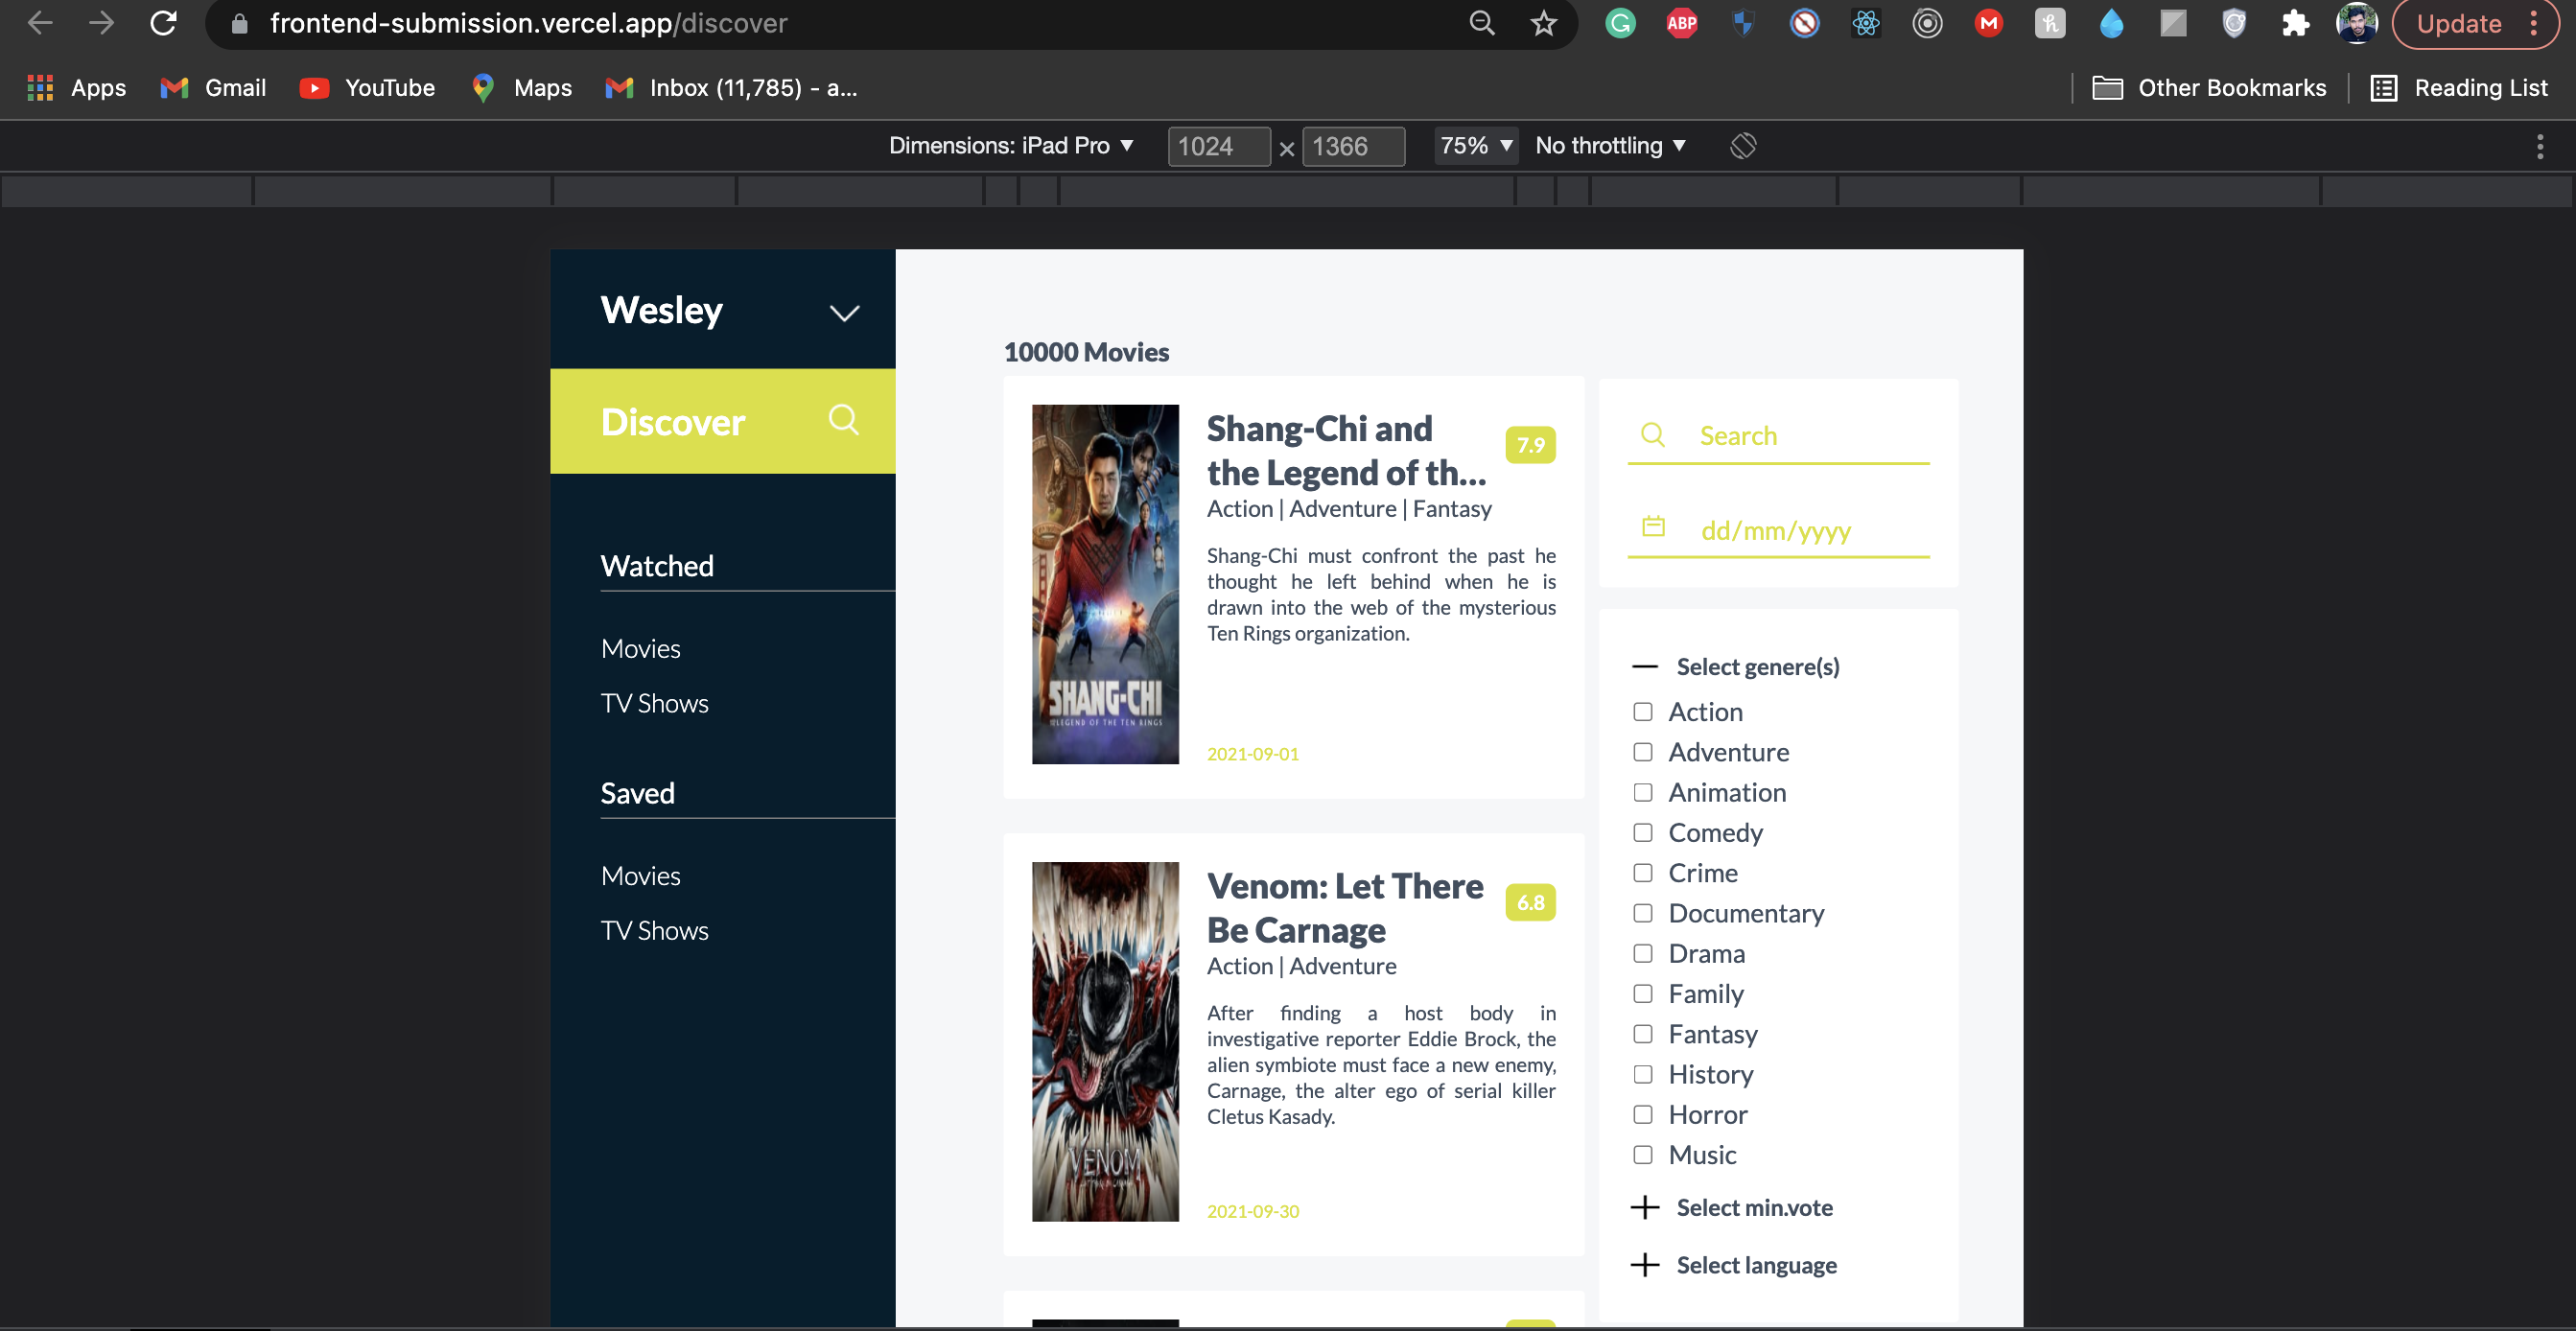 frontend-submission.vercel.app/discover
ABP
Update
Apps
Gmail
YouTube
Maps
Inbox (11,785) - a...
Other Bookmarks
Reading List
Dimensions: iPad Pro
1024 × 1366
75%
No throttling
Wesley
Discover
Watched
Movies
TV Shows
Saved
Movies
TV Shows
10000 Movies
Shang-Chi and
the Legend of th...
7.9
Action | Adventure | Fantasy
Shang-Chi must confront the past he
thought he left behind when he is
drawn into the web of the mysterious
Ten Rings organization.
2021-09-01
SHANG-CHI
LEGEND OF THE TEN RINGS
Venom: Let There
Be Carnage
6.8
Action | Adventure
After finding a host body in
investigative reporter Eddie Brock, the
alien symbiote must face a new enemy,
Carnage, the alter ego of serial killer
Cletus Kasady.
2021-09-30
VENOM
Search
dd/mm/yyyy
Select genere(s)
Action
Adventure
Animation
Comedy
Crime
Documentary
Drama
Family
Fantasy
History
Horror
Music
Select min.vote
Select language